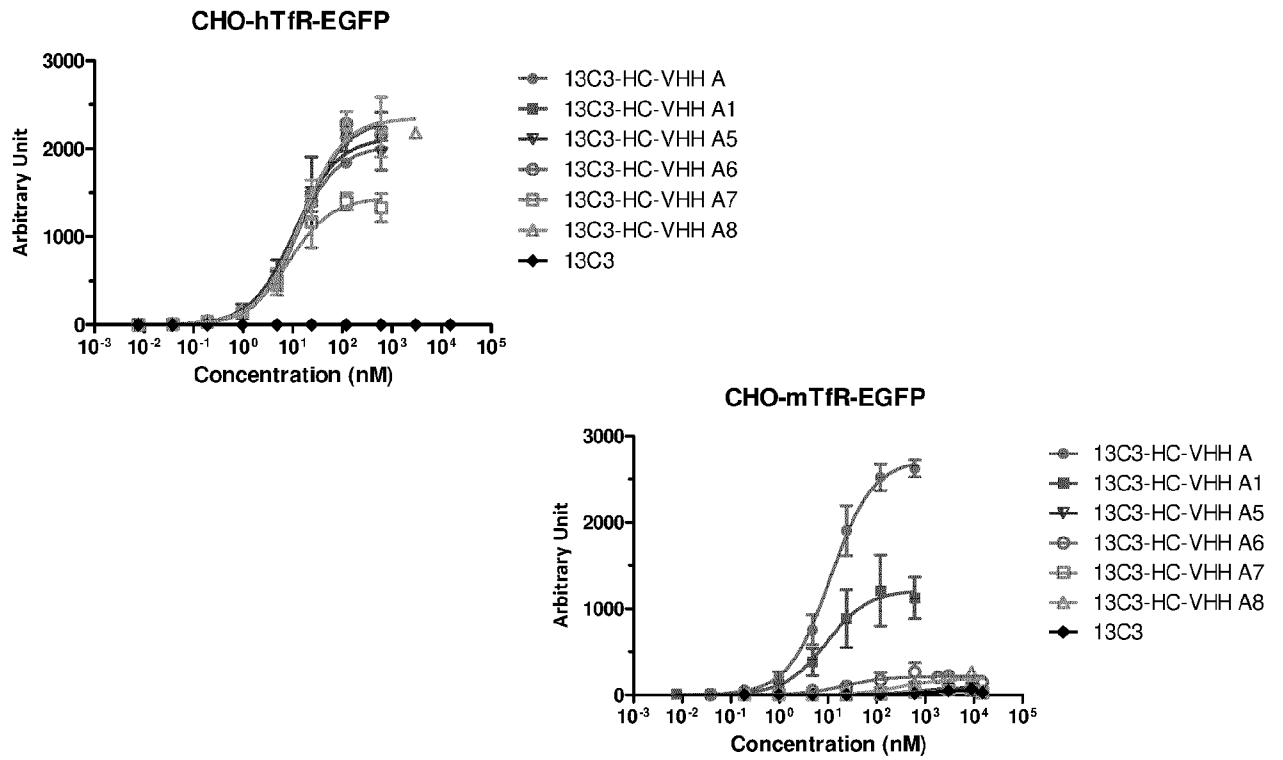 CHO-hTfR-EGFP
3000
2000
1000
0
Arbitrary Unit
10-3 10-2 10-1 100 101 102 103 104 105
Concentration (nM)
13C3-HC-VHH A
13C3-HC-VHH A1
13C3-HC-VHH A5
13C3-HC-VHH A6
13C3-HC-VHH A7
13C3-HC-VHH A8
13C3
CHO-mTfR-EGFP
3000
2000
1000
0
Arbitrary Unit
10-3 10-2 10-1 100 101 102 103 104 105
Concentration (nM)
13C3-HC-VHH A
13C3-HC-VHH A1
13C3-HC-VHH A5
13C3-HC-VHH A6
13C3-HC-VHH A7
13C3-HC-VHH A8
13C3